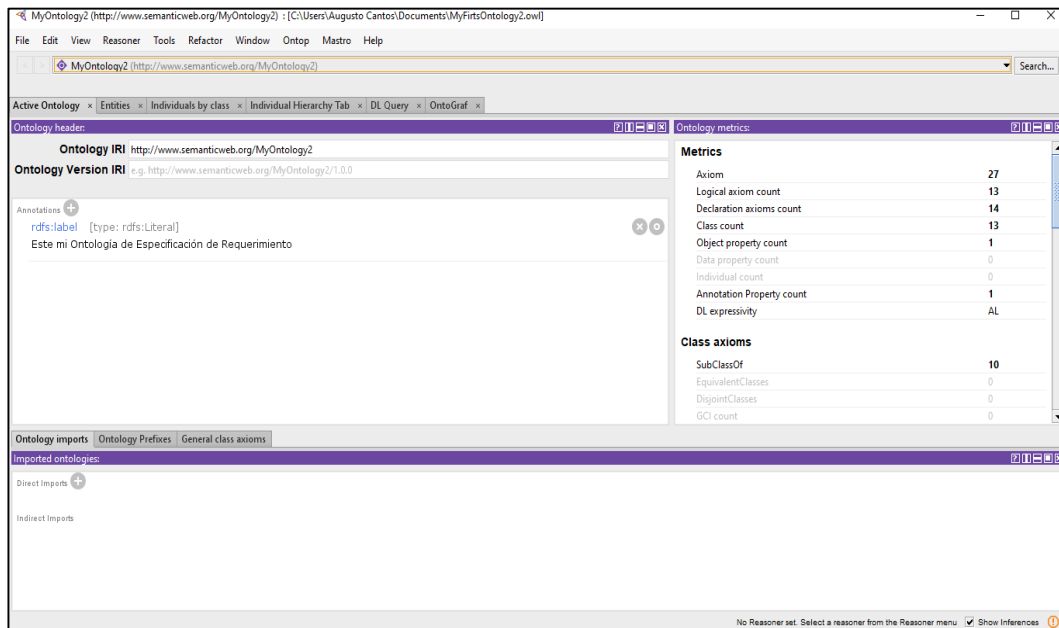 MyOntology2 (http://www.semanticweb.org/MyOntology2) : [C:\Users\Augusto Cantos\Documents\MyFirtsOntology2.owl]
File Edit View Reasoner Tools Refactor Window Ontop Mastro Help
MyOntology2 (http://www.semanticweb.org/MyOntology2) Search...
Active Ontology × Entities × Individuals by class × Individual Hierarchy Tab × DL Query × OntoGraf ×
Ontology header:
Ontology IRI http://www.semanticweb.org/MyOntology2
Ontology Version IRI e.g. http://www.semanticweb.org/MyOntology2/1.0.0
Annotations
rdfs:label [type: rdfs:Literal]
Este mi Ontología de Especificación de Requerimiento
Ontology metrics:
Metrics
Axiom 27
Logical axiom count 13
Declaration axioms count 14
Class count 13
Object property count 1
Data property count 0
Individual count 0
Annotation Property count 1
DL expressivity AL
Class axioms
SubClassOf 10
EquivalentClasses 0
DisjointClasses 0
GCI count 0
Ontology imports Ontology Prefixes General class axioms
Imported ontologies:
Direct Imports
Indirect Imports
No Reasoner set. Select a reasoner from the Reasoner menu Show Inferences